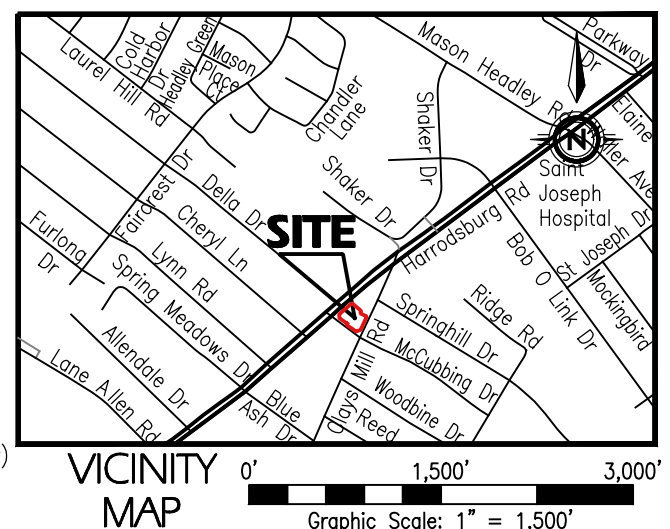 Parkway
Dr
Cold
Harbor
Dr
Headley Green
Mason
Place
Ct
Laurel Hill Rd
Mason Headley Rd
Chandler
Lane
Shaker Dr
Elaine
N
Ave
Saint
Joseph
Hospital
Faircrest Dr
Della Dr
Shaker Dr
Harrodsburg Rd
St Joseph Dr
Furlong
Dr
Cheryl Ln
SITE
Bob O Link Dr
Mockingbird
Lynn Rd
Spring Meadows Dr
Ridge Rd
Springhill Dr
Allendale Dr
McCubbing Dr
Clays Mill Rd
Lane Allen Rd
Blue
Ash Dr
Woodbine Dr
Reed
)
VICINITY
MAP
0' 1,500' 3,000'
Graphic Scale: 1" = 1,500'